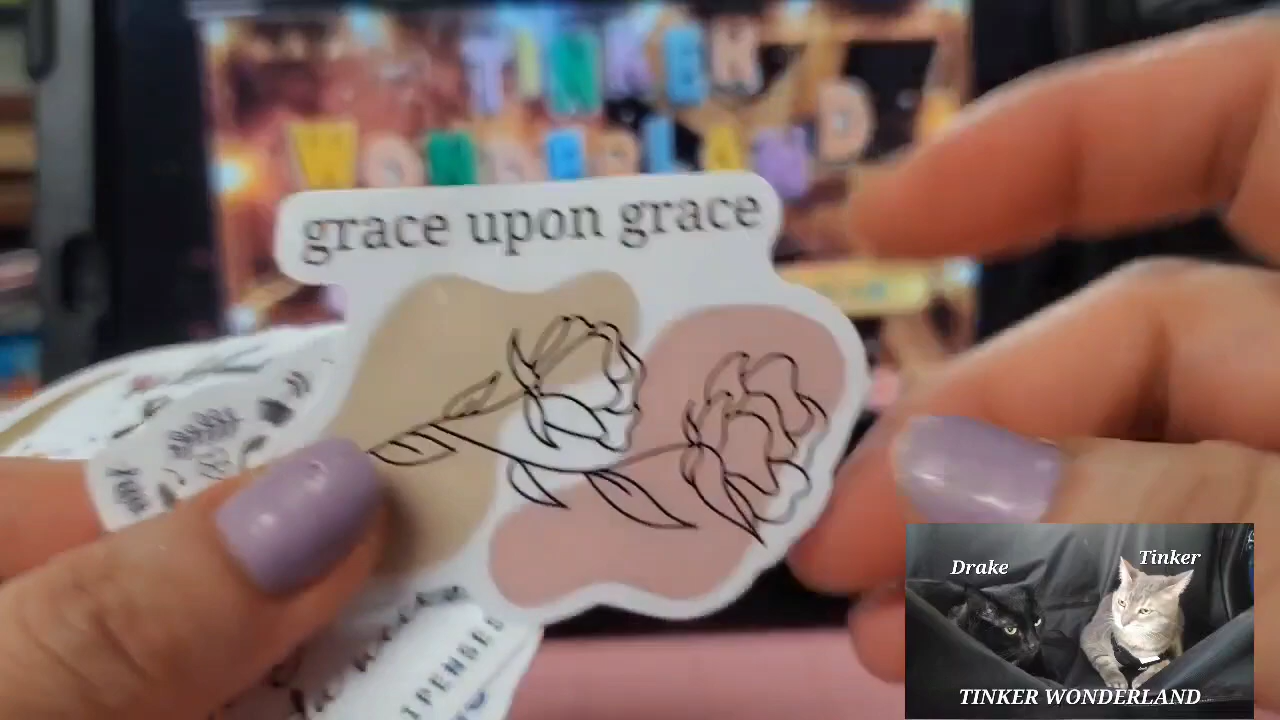 TINKER
WONDERLAND
grace upon grace
Drake
Tinker
TINKER WONDERLAND